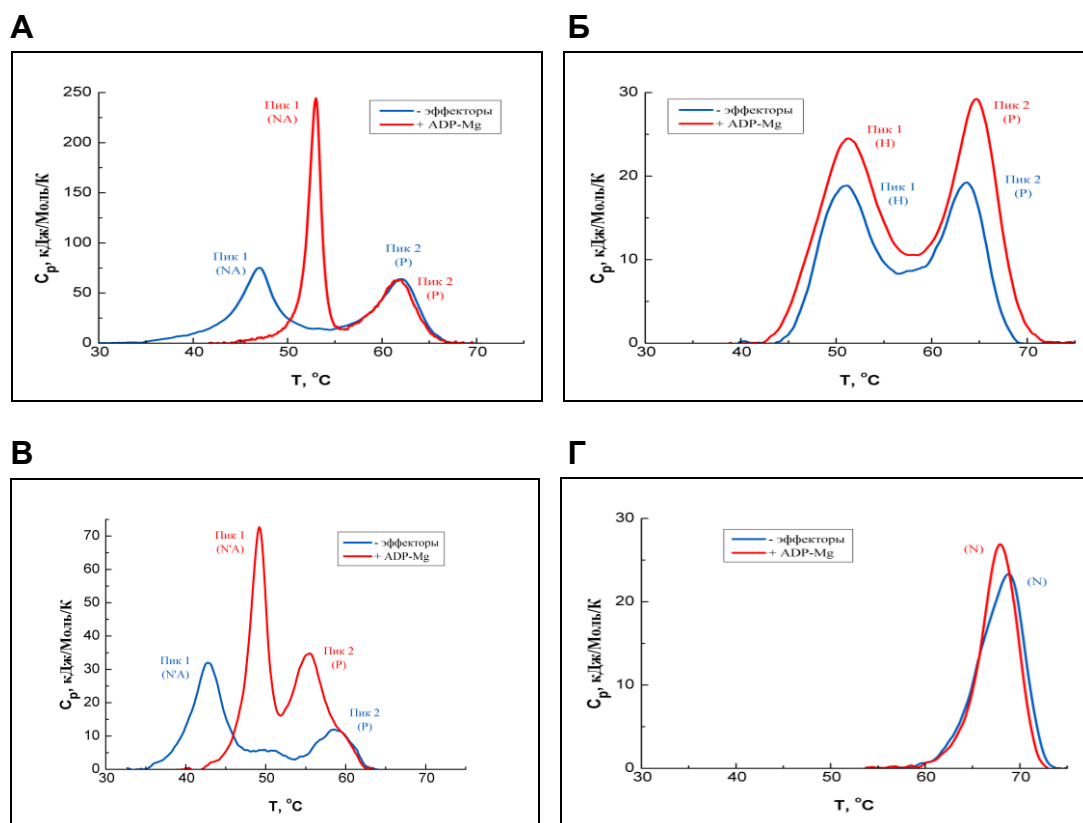 А
250
200
150
100
50
0
30
40
50
60
70
Cp, кДж/Моль/К
T, °C
Пик 1
(NA)
Пик 1
(NA)
Пик 2
(P)
Пик 2
(P)
- эффекторы
+ ADP-Mg
Б
30
20
10
0
30
40
50
60
70
Cp, кДж/Моль/К
T, °C
- эффекторы
+ ADP-Mg
Пик 1
(H)
Пик 1
(H)
Пик 2
(P)
Пик 2
(P)
В
70
60
50
40
30
20
10
0
30
40
50
60
70
Cp, кДж/Моль/К
T, °C
Пик 1
(N'A)
Пик 1
(N'A)
Пик 2
(P)
Пик 2
(P)
- эффекторы
+ ADP-Mg
Г
30
20
10
0
30
40
50
60
70
Cp, кДж/Моль/К
T, °C
- эффекторы
+ ADP-Mg
(N)
(N)